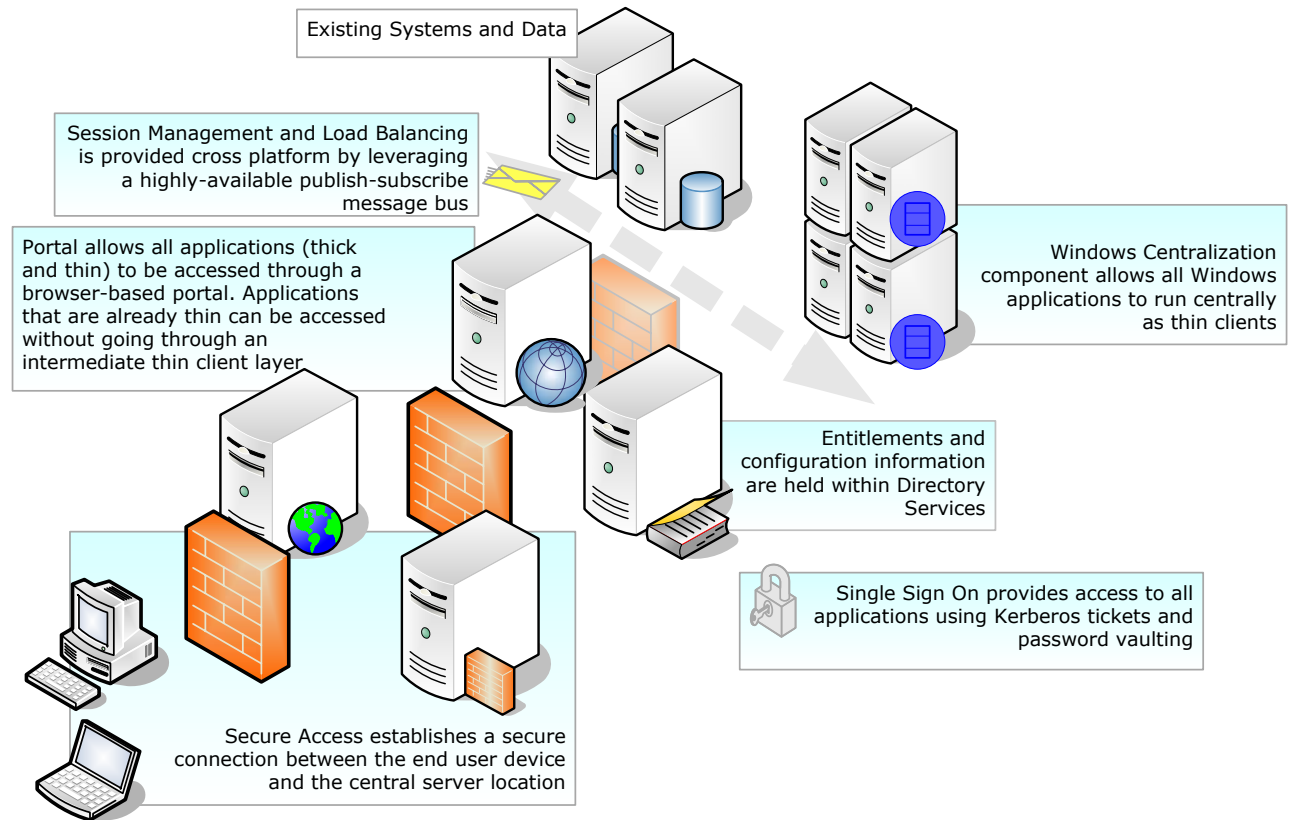 Existing Systems and Data
Session Management and Load Balancing
is provided cross platform by leveraging
a highly-available publish-subscribe
message bus
Portal allows all applications (thick
and thin) to be accessed through a
browser-based portal. Applications
that are already thin can be accessed
without going through an
intermediate thin client layer
Windows Centralization
component allows all Windows
applications to run centrally
as thin clients
Entitlements and
configuration information
are held within Directory
Services
Single Sign On provides access to all
applications using Kerberos tickets and
password vaulting
Secure Access establishes a secure
connection between the end user device
and the central server location